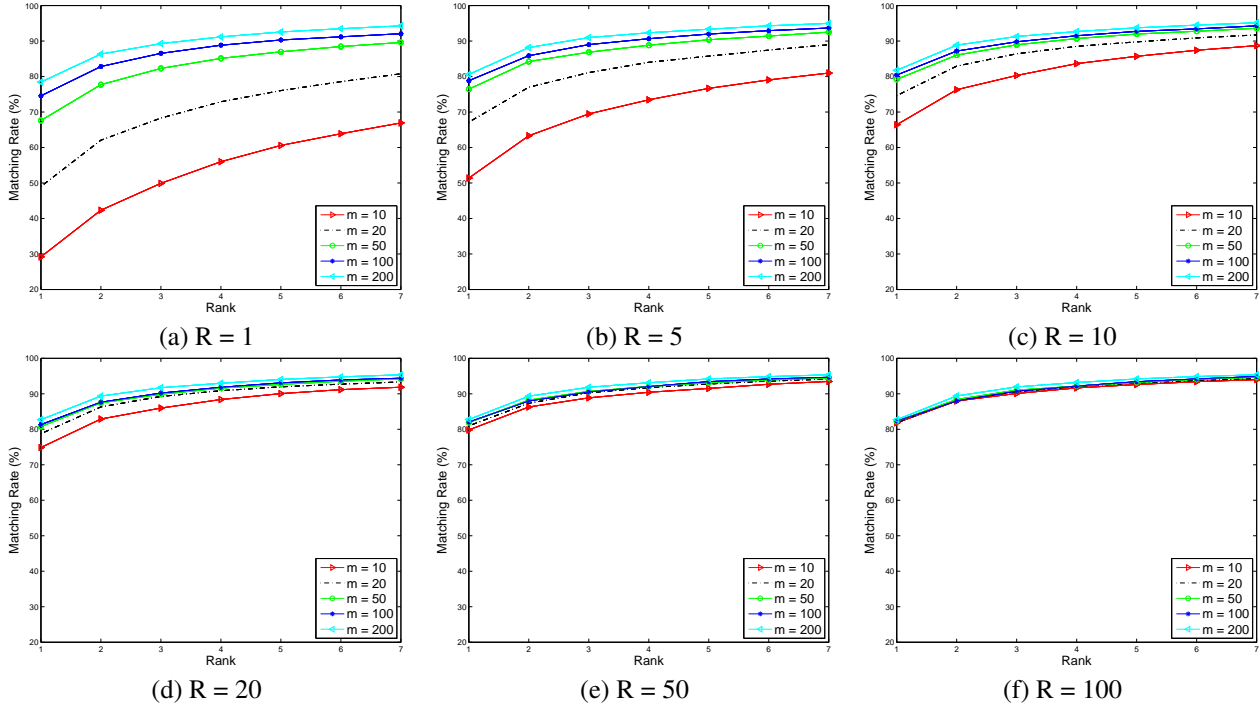 100
90
80
70
60
50
40
30
20
Matching Rate (%)
m = 10
m = 20
m = 50
m = 100
m = 200
1 2 3 4 5 6 7
Rank
(a) R = 1
100
90
80
70
60
50
40
30
20
Matching Rate (%)
m = 10
m = 20
m = 50
m = 100
m = 200
1 2 3 4 5 6 7
Rank
(b) R = 5
100
90
80
70
60
50
40
30
20
Matching Rate (%)
m = 10
m = 20
m = 50
m = 100
m = 200
1 2 3 4 5 6 7
Rank
(c) R = 10
100
90
80
70
60
50
40
30
20
Matching Rate (%)
m = 10
m = 20
m = 50
m = 100
m = 200
1 2 3 4 5 6 7
Rank
(d) R = 20
100
90
80
70
60
50
40
30
20
Matching Rate (%)
m = 10
m = 20
m = 50
m = 100
m = 200
1 2 3 4 5 6 7
Rank
(e) R = 50
100
90
80
70
60
50
40
30
20
Matching Rate (%)
m = 10
m = 20
m = 50
m = 100
m = 200
1 2 3 4 5 6 7
Rank
(f) R = 100